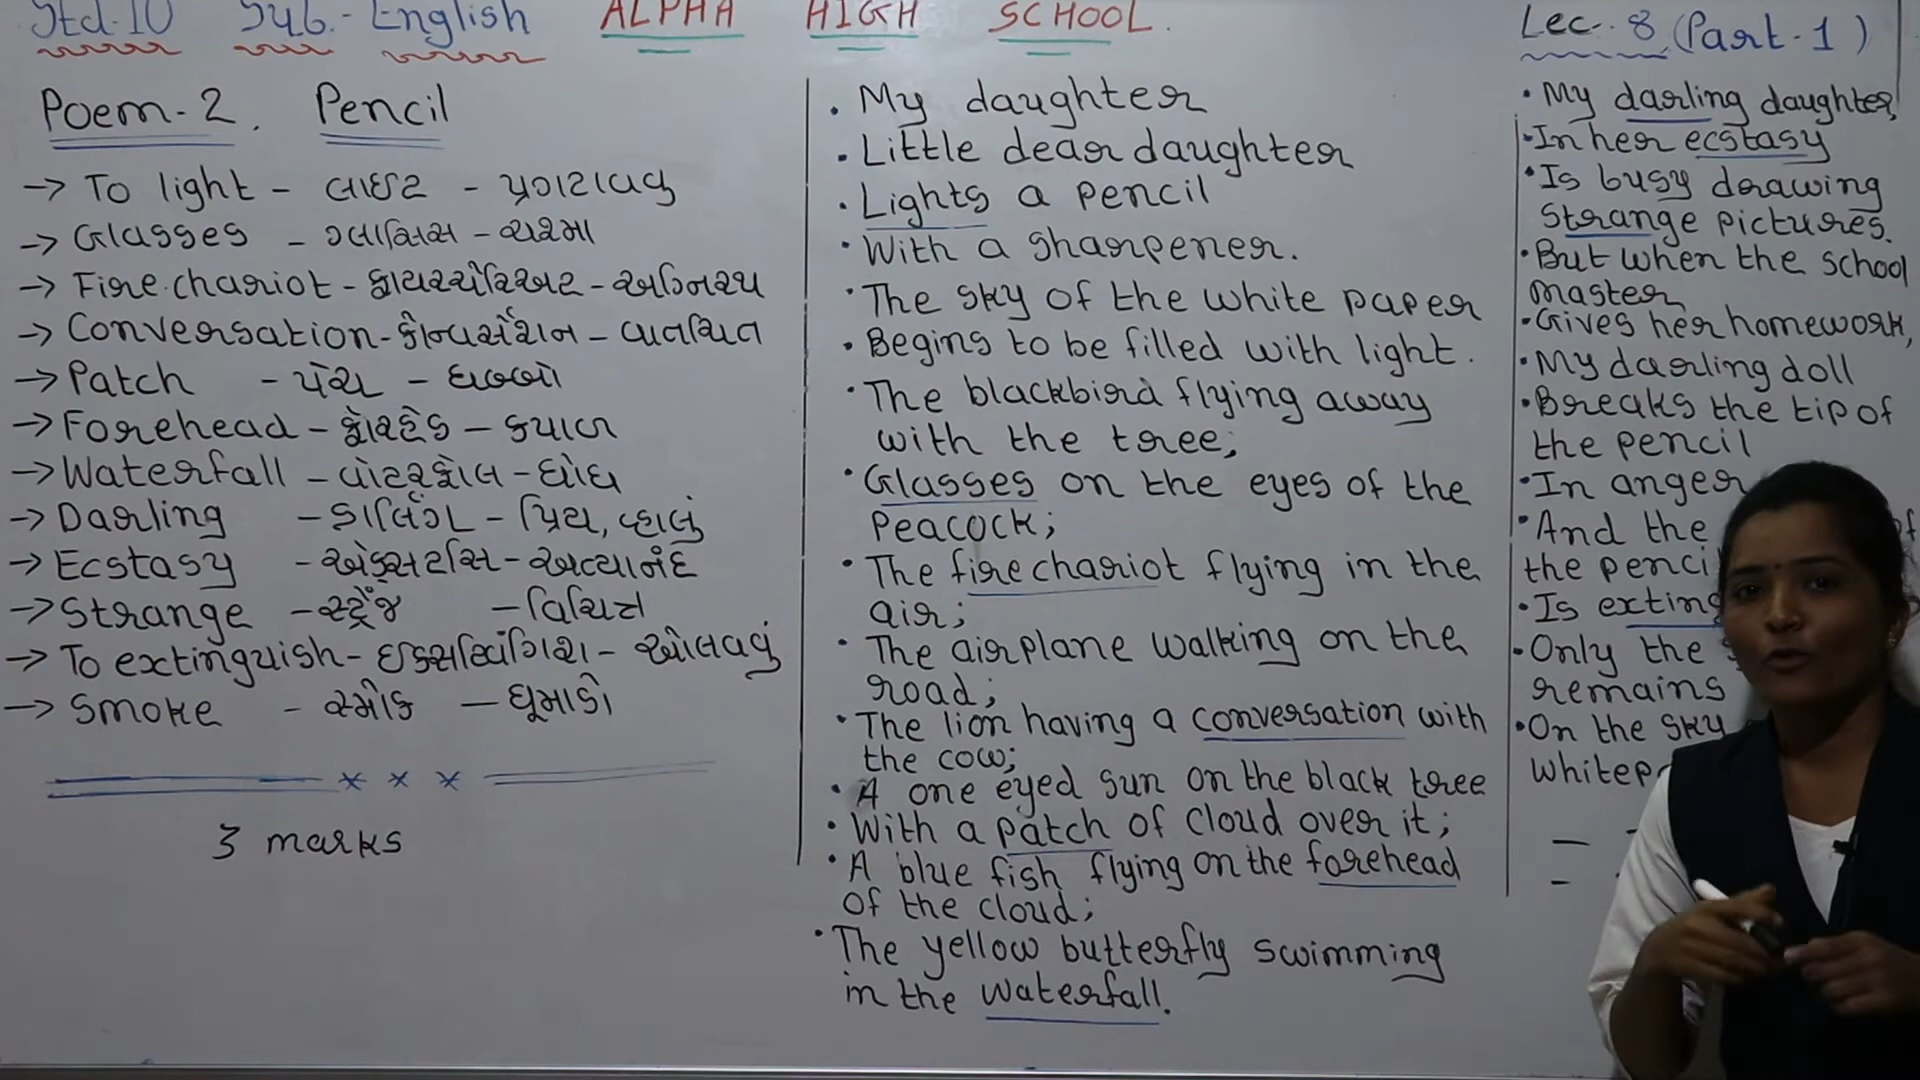 Std-10 Sub.- English ALPHA HIGH SCHOOL. Lec. 8 (Part-1)
Poem-2. Pencil
→ To light - લાઇટ - પ્રગટાવવુ
→ Glasses - ગ્લાસિસ - ચશ્મા
→ Fire.chariot - ફાયરચેરિઅટ - અગ્નિરથ
→ Conversation - કોન્વર્સેશન - વાતચિત
→ Patch - પેચ - ધબ્બો
→ Forehead - ફોરહેડ - કપાળ
→ Waterfall - વોટરફોલ - ધોધ
→ Darling - ડાર્લિંગ - પ્રિય, વ્હાલું
→ Ecstasy - એક્સટસિ - અત્યાનંદ
→ Strange - સ્ટ્રેંજ - વિચિત્ર
→ To extinguish - ઇક્સટિંગિશ - ઓલવવું
→ Smoke - સ્મોક - ધૂમાડો
* * *
3 marks
• My daughter
• Little dear daughter
• Lights a pencil
• With a sharpener.
• The sky of the white paper
• Begins to be filled with light.
• The blackbird flying away
with the tree;
• Glasses on the eyes of the
Peacock;
• The fire chariot flying in the
air;
• The airplane walking on the
road;
• The lion having a conversation with
the cow;
• A one eyed sun on the black tree
• With a patch of cloud over it;
• A blue fish flying on the forehead
of the cloud;
• The yellow butterfly swimming
in the waterfall.
• My darling daughter,
• In her ecstasy
• Is busy drawing
Strange pictures.
• But when the school
master
• Gives her homework,
• My darling doll
• Breaks the tip of
the pencil
• In anger
• And the
the penci
• Is exting
• Only the
remains
• On the sky
whitep